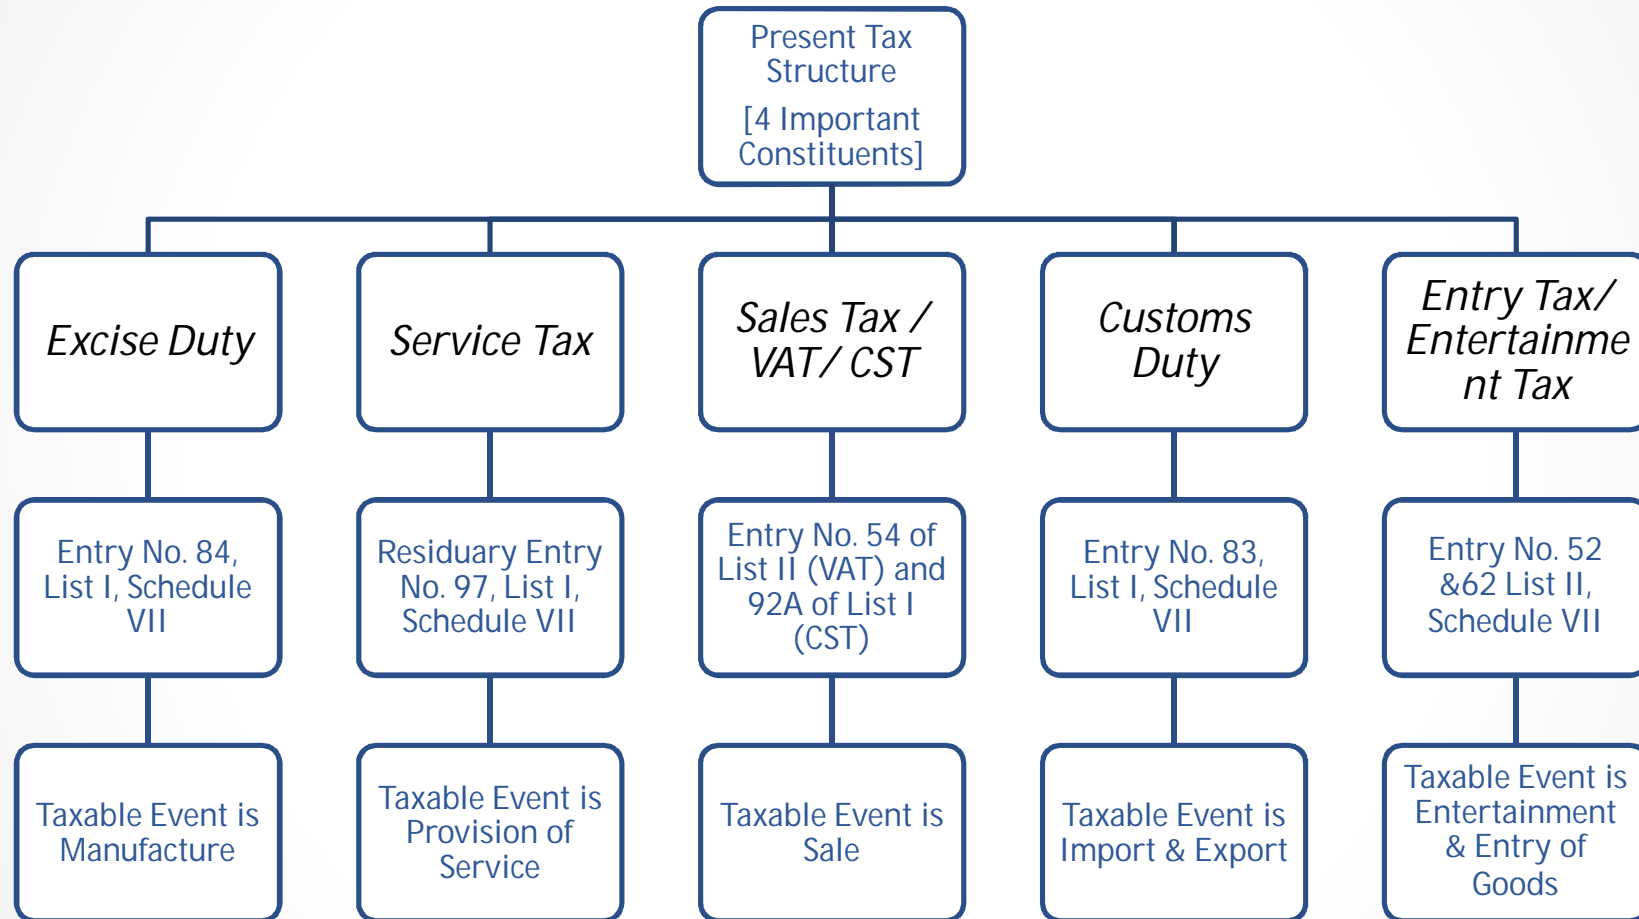 Present Tax
Structure
[4 Important
Constituents]
Excise Duty
Service Tax
Sales Tax /
VAT/ CST
Customs
Duty
Entry Tax/
Entertainme
nt Tax
Entry No. 84,
List I, Schedule
VII
Residuary Entry
No. 97, List I,
Schedule VII
Entry No. 54 of
List II (VAT) and
92A of List I
(CST)
Entry No. 83,
List I, Schedule
VII
Entry No. 52
&62 List II,
Schedule VII
Taxable Event is
Manufacture
Taxable Event is
Provision of
Service
Taxable Event is
Sale
Taxable Event is
Import & Export
Taxable Event is
Entertainment
& Entry of
Goods